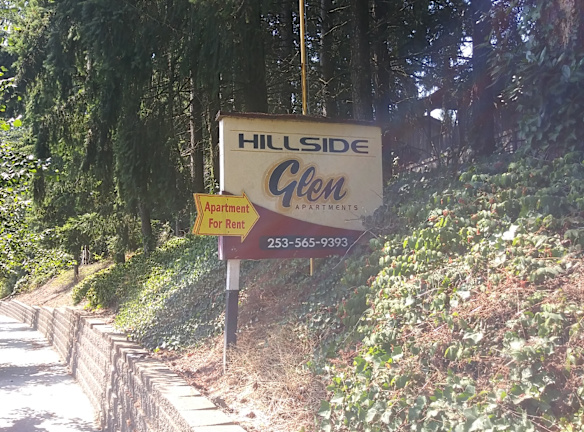 HILLSIDE
Glen
APARTMENTS
Apartment
For Rent
253-565-9393